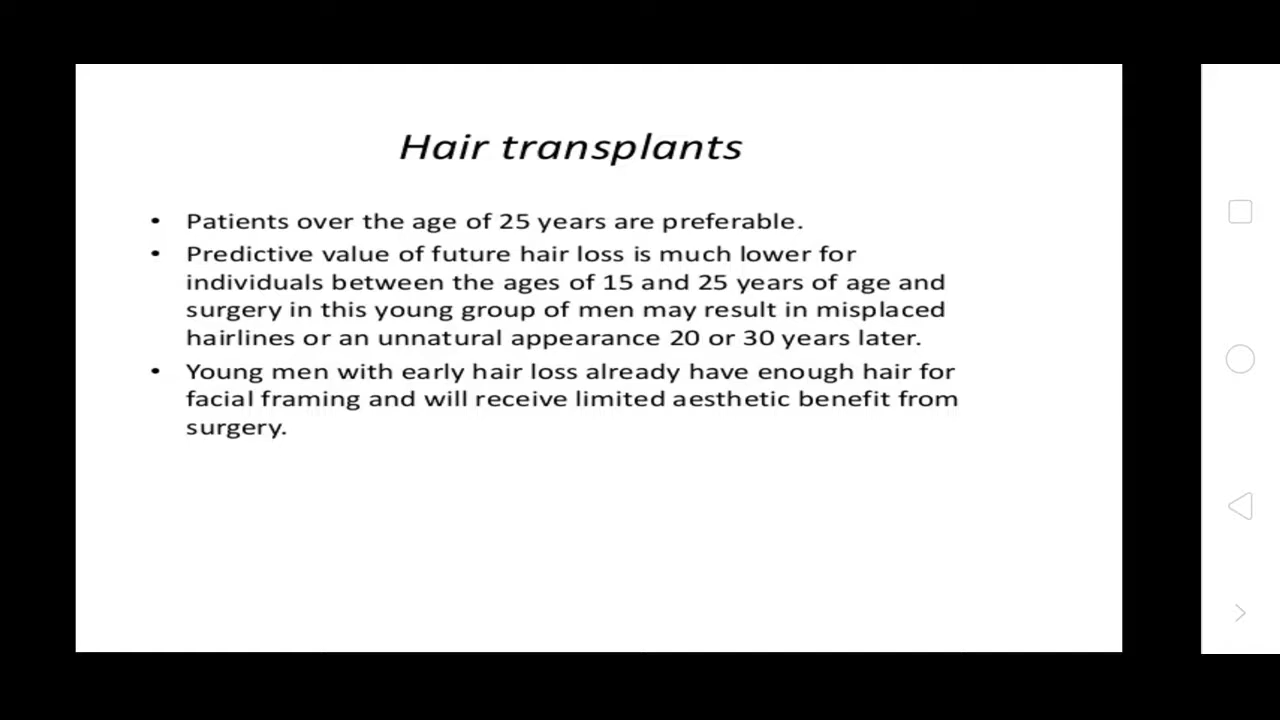 Hair transplants
• Patients over the age of 25 years are preferable.
• Predictive value of future hair loss is much lower for
individuals between the ages of 15 and 25 years of age and
surgery in this young group of men may result in misplaced
hairlines or an unnatural appearance 20 or 30 years later.
• Young men with early hair loss already have enough hair for
facial framing and will receive limited aesthetic benefit from
surgery.